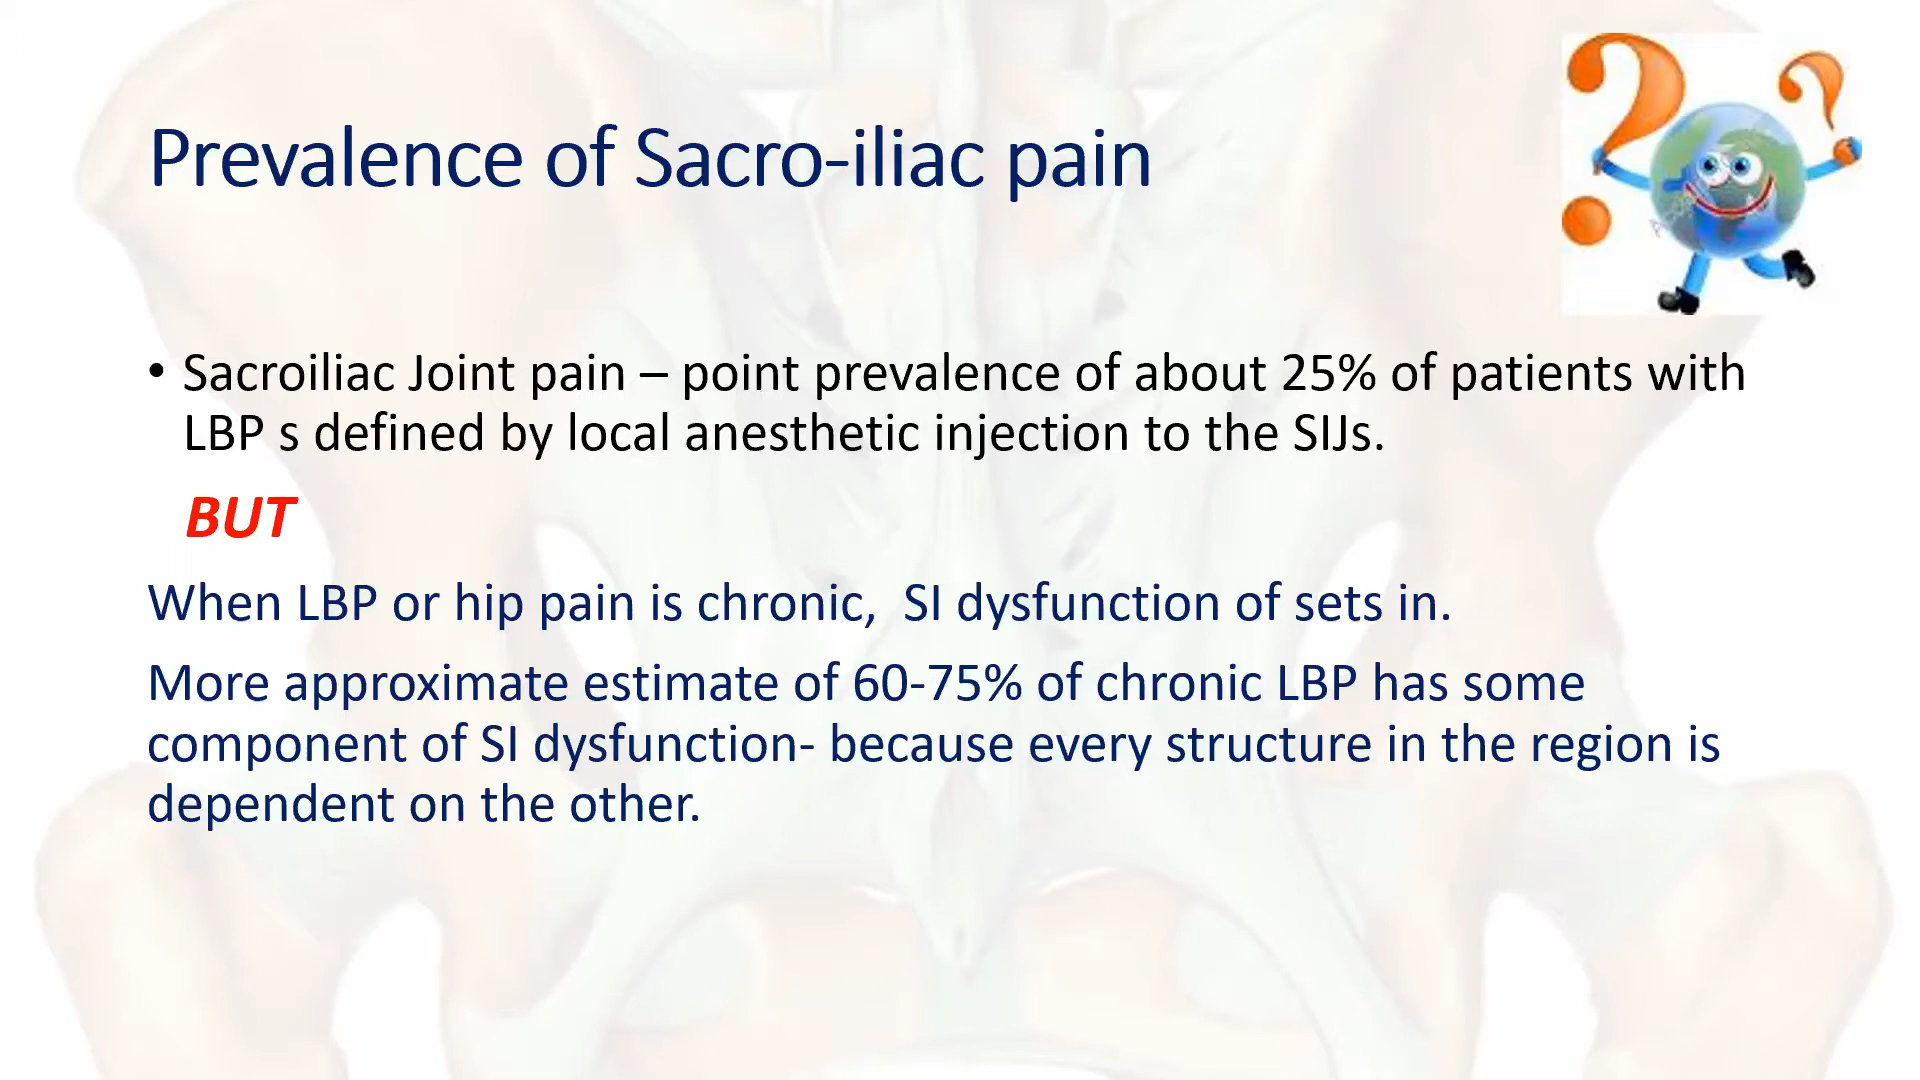 Prevalence of Sacro-iliac pain
• Sacroiliac Joint pain – point prevalence of about 25% of patients with
LBP s defined by local anesthetic injection to the SIJs.
BUT
When LBP or hip pain is chronic,  SI dysfunction of sets in.
More approximate estimate of 60-75% of chronic LBP has some
component of SI dysfunction- because every structure in the region is
dependent on the other.